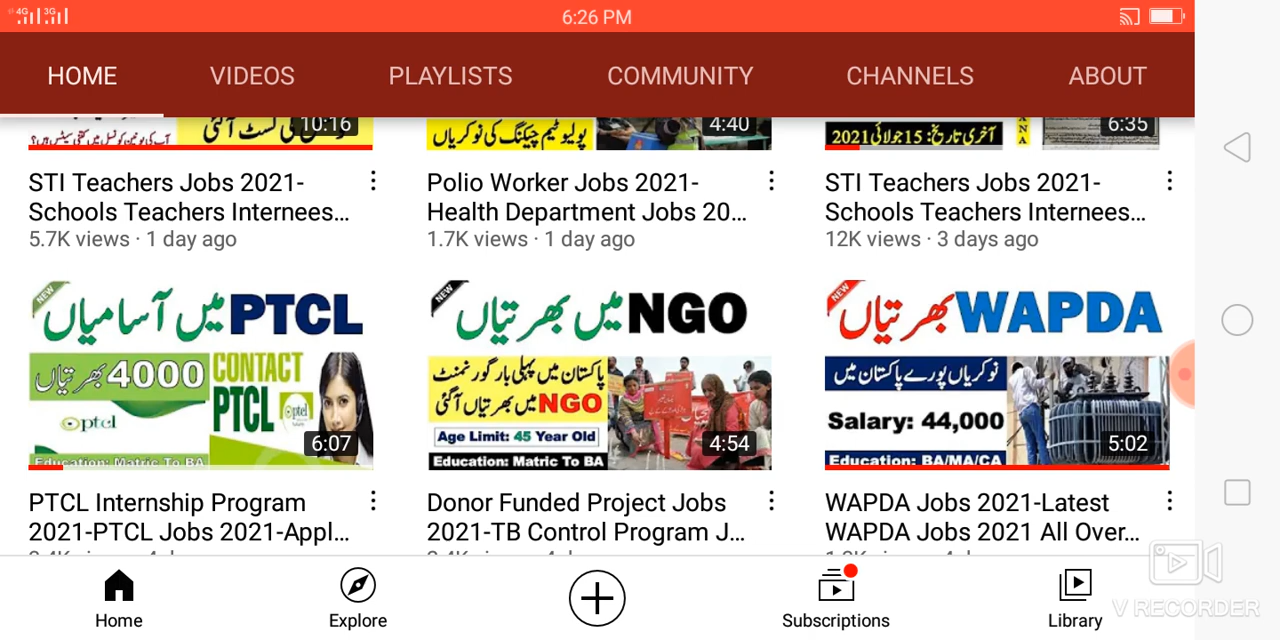 4G 3G
6:26 PM
HOME VIDEOS PLAYLISTS COMMUNITY CHANNELS ABOUT
10:16
4:40
پولیو ٹیم چیکنگ کی نوکریاں
6:35
آخری تاریخ: 15 جولائی 2021
STI Teachers Jobs 2021-
Schools Teachers Internees...
5.7K views · 1 day ago
Polio Worker Jobs 2021-
Health Department Jobs 20...
1.7K views · 1 day ago
STI Teachers Jobs 2021-
Schools Teachers Internees...
12K views · 3 days ago
NEW
PTCL میں آسامیاں
4000 بھرتیاں
CONTACT
PTCL
ptcl
ptcl
Education: Matric To BA
6:07
PTCL Internship Program
2021-PTCL Jobs 2021-Appl...
NEW
NGO میں بھرتیاں
پاکستان میں پہلی بار گورنمنٹ
NGO میں بھرتیاں آگئی
Age Limit: 45 Year Old
Education: Matric To BA
4:54
Donor Funded Project Jobs
2021-TB Control Program J...
NEW
WAPDA بھرتیاں
نوکریاں پورے پاکستان میں
Salary: 44,000
Education: BA/MA/CA
5:02
WAPDA Jobs 2021-Latest
WAPDA Jobs 2021 All Over...
Home
Explore
Subscriptions
Library
V RECORDER